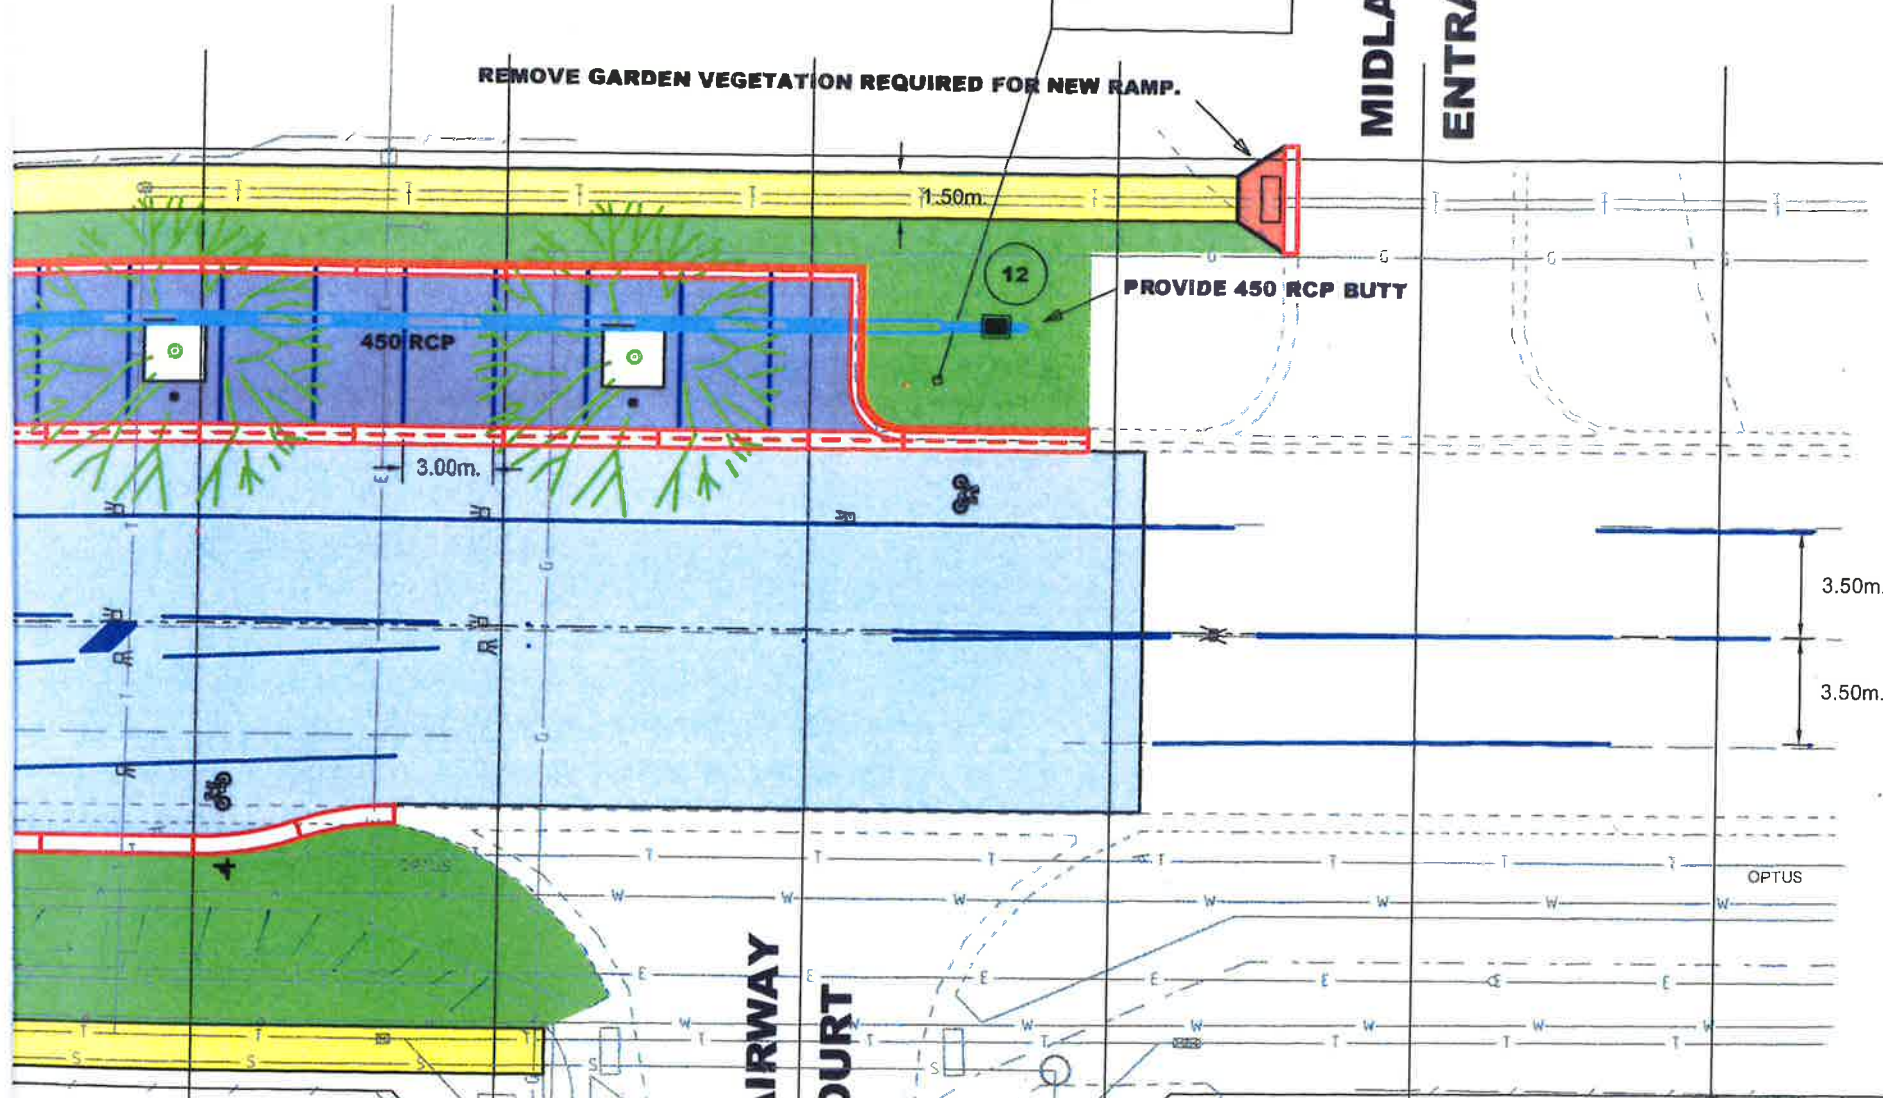 MIDLA
ENTRA
REMOVE GARDEN VEGETATION REQUIRED FOR NEW RAMP.
T T T T T T T T T
1.50m.
G G
12
PROVIDE 450 RCP BUTT
450 RCP
3.00m.
E
G
3.50m.
G
3.50m.
T T T T T T
OPTUS
OPTUS
W W W W W W W
E E E E E E
W W W W W W W
T T T T T T T
S S S S S
AIRWAY
OURT